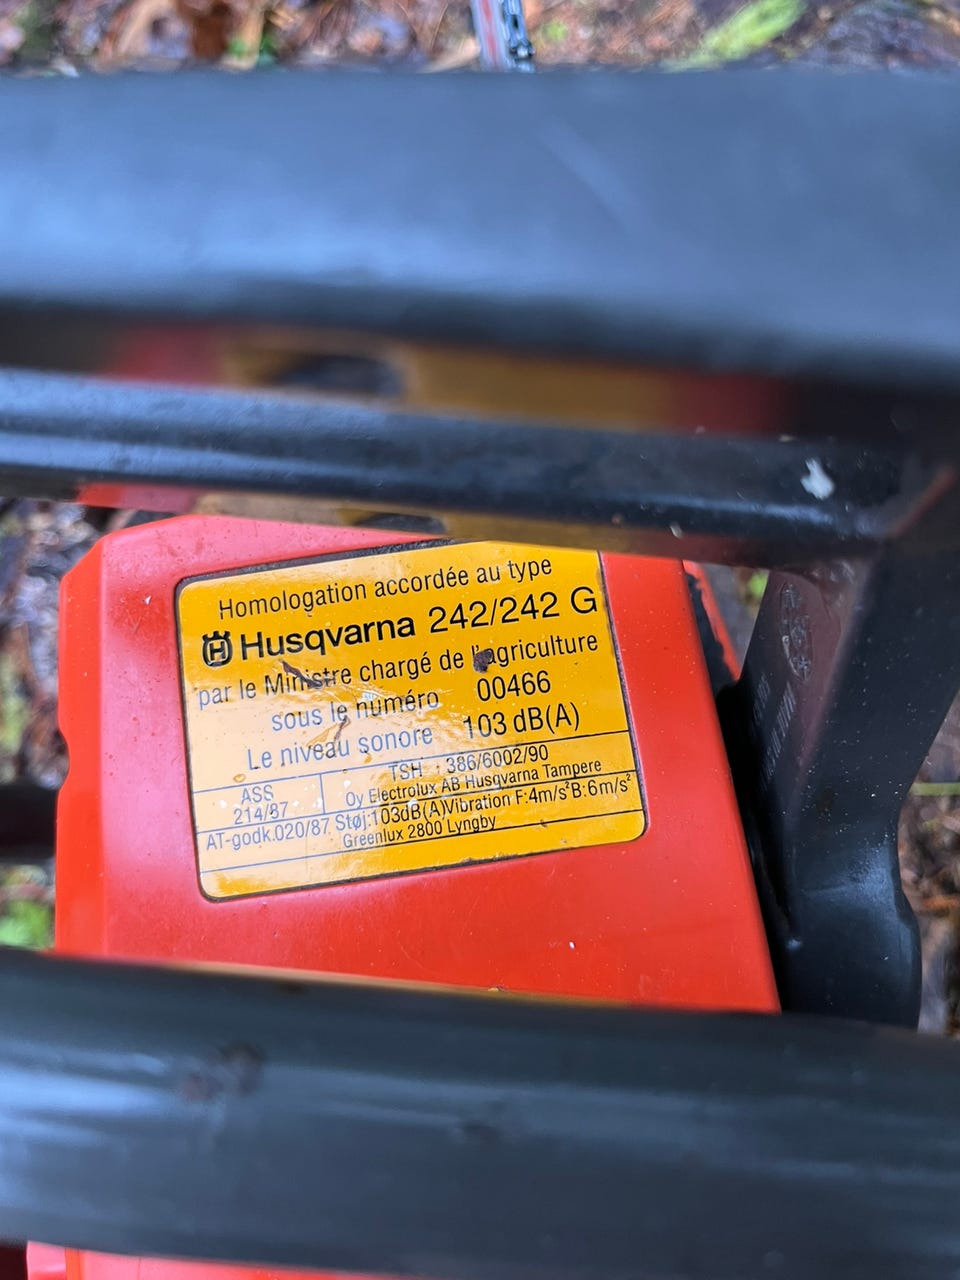 Homologation accordée au type
Husqvarna 242/242 G
par le Ministre chargé de l'agriculture
sous le numéro 00466
Le niveau sonore 103 dB(A)
ASS TSH 386/6002/90
214/87 Oy Electrolux AB Husqvarna Tampere
AT-godk.020/87 Støj:103dB(A)Vibration F:4m/s² B:6m/s²
Greenlux 2800 Lyngby